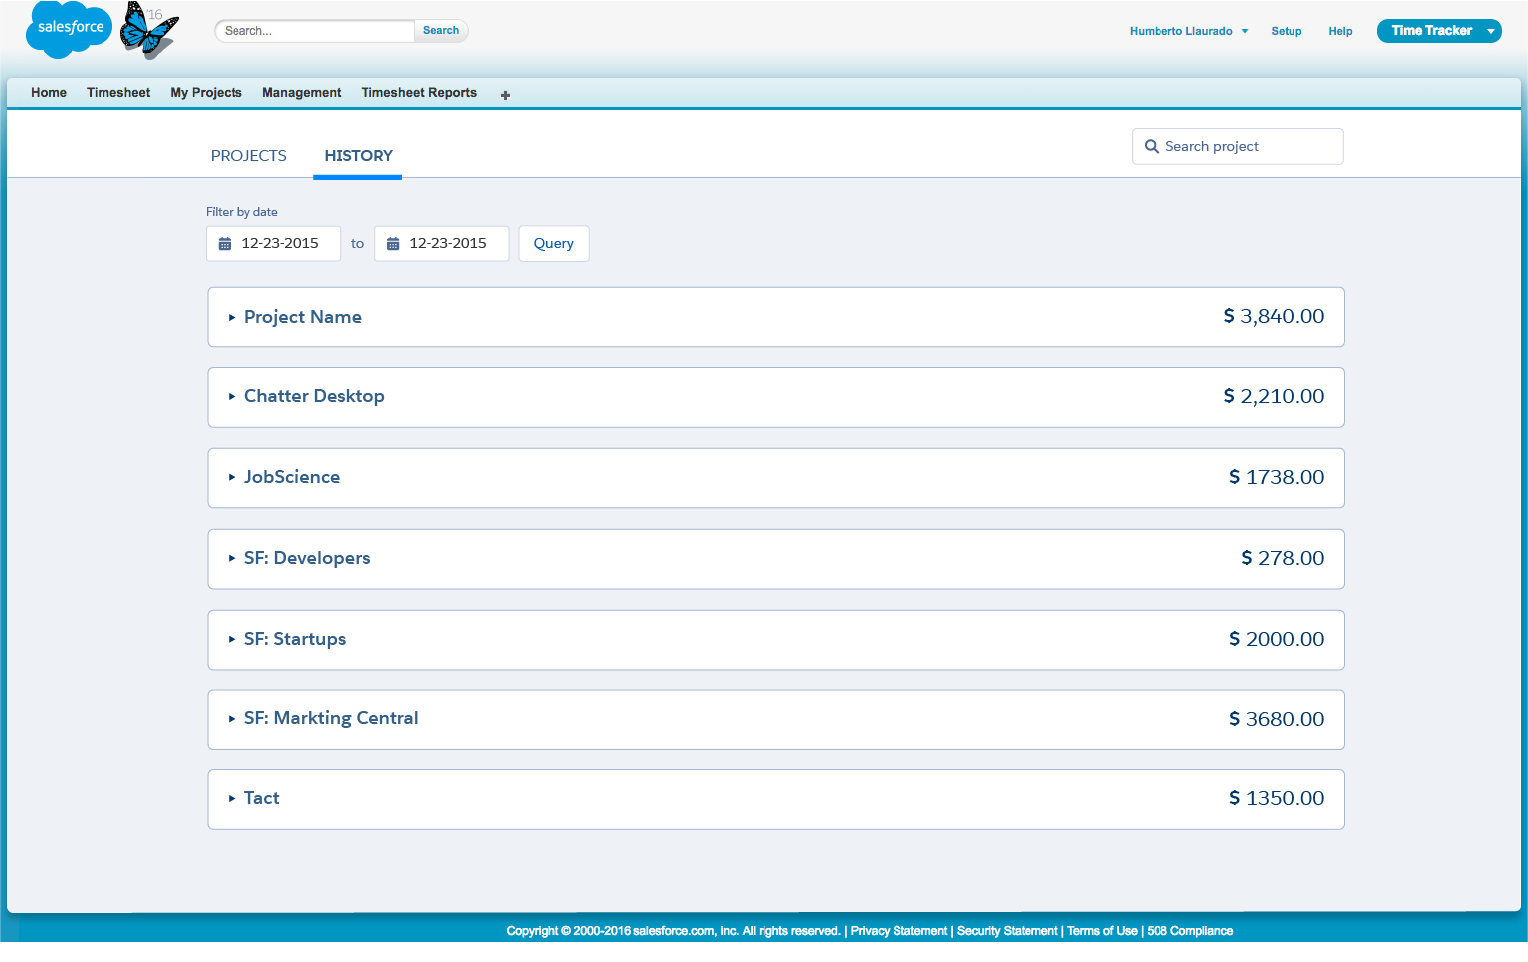 salesforce
'16
Search...
Search
Humberto Llaurado
Setup
Help
Time Tracker
Home
Timesheet
My Projects
Management
Timesheet Reports
+
PROJECTS
HISTORY
Search project
Filter by date
12-23-2015
to
12-23-2015
Query
Project Name
$ 3,840.00
Chatter Desktop
$ 2,210.00
JobScience
$ 1738.00
SF: Developers
$ 278.00
SF: Startups
$ 2000.00
SF: Markting Central
$ 3680.00
Tact
$ 1350.00
Copyright © 2000-2016 salesforce.com, inc. All rights reserved. | Privacy Statement | Security Statement | Terms of Use | 508 Compliance